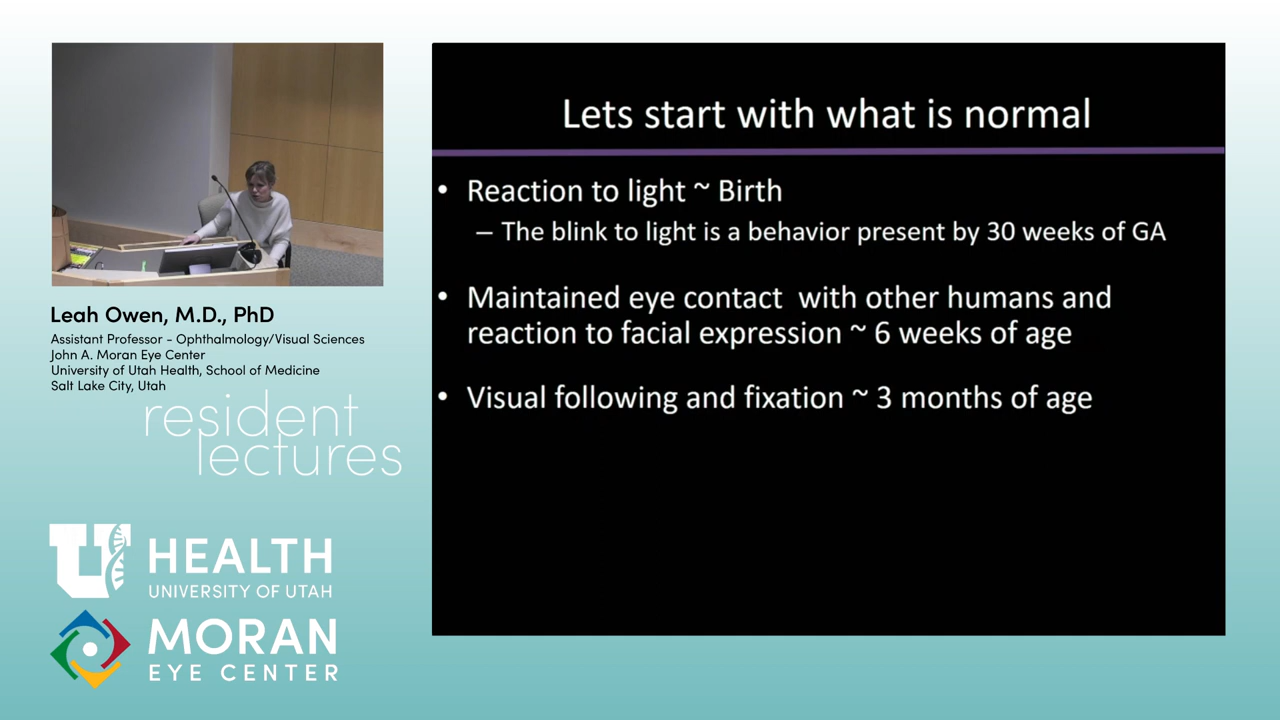 Lets start with what is normal
• Reaction to light ~ Birth
– The blink to light is a behavior present by 30 weeks of GA
• Maintained eye contact  with other humans and
reaction to facial expression ~ 6 weeks of age
• Visual following and fixation ~ 3 months of age
Leah Owen, M.D., PhD
Assistant Professor - Ophthalmology/Visual Sciences
John A. Moran Eye Center
University of Utah Health, School of Medicine
Salt Lake City, Utah
resident
lectures
U HEALTH
UNIVERSITY OF UTAH
MORAN
EYE CENTER